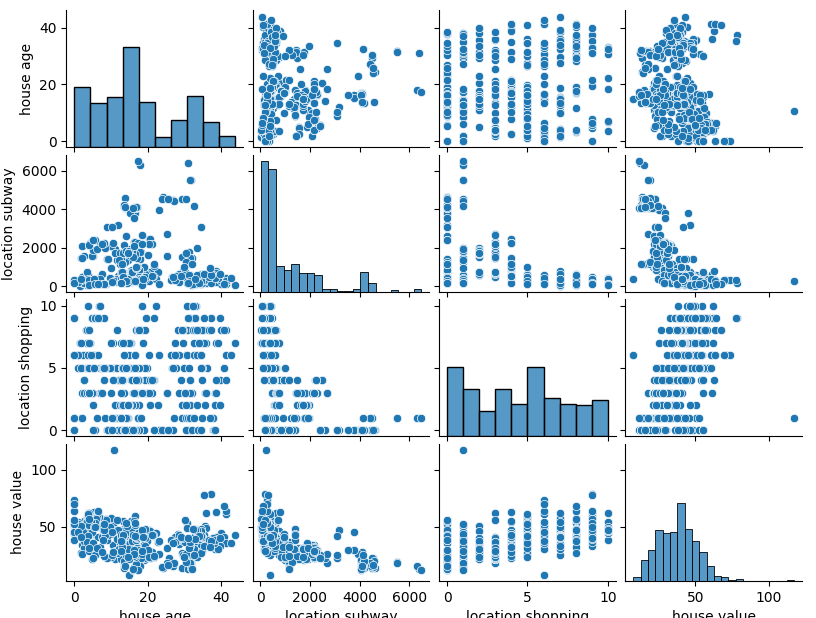 house age
40
20
0
location subway
6000
4000
2000
0
location shopping
10
5
0
house value
100
50
0 20 40
0 2000 4000 6000
0 5 10
50 100
house age
location subway
location shopping
house value